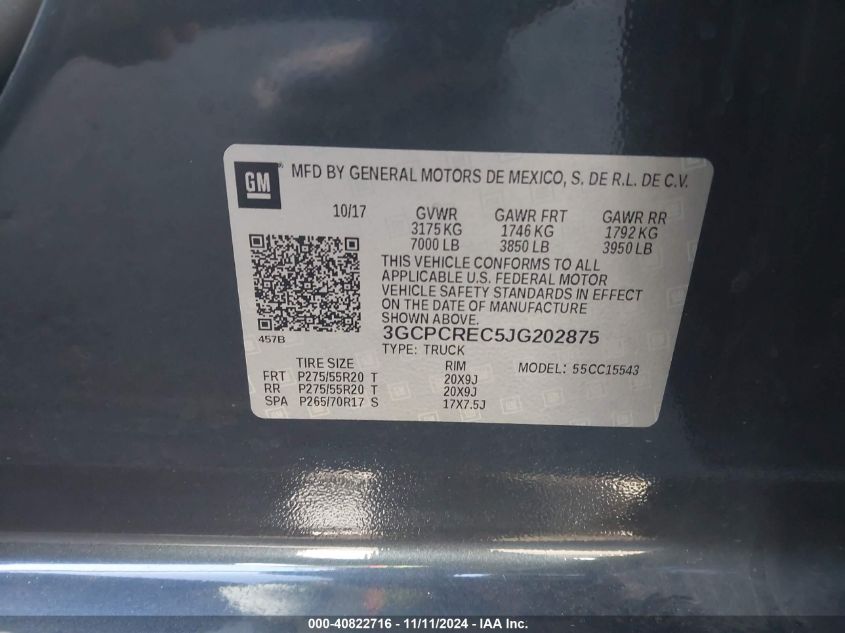 GM
MFD BY GENERAL MOTORS DE MEXICO, S. DE R.L. DE C.V.
10/17 GVWR GAWR FRT GAWR RR
3175 KG 1746 KG 1792 KG
7000 LB 3850 LB 3950 LB
THIS VEHICLE CONFORMS TO ALL
APPLICABLE U.S. FEDERAL MOTOR
VEHICLE SAFETY STANDARDS IN EFFECT
ON THE DATE OF MANUFACTURE
SHOWN ABOVE.
457B 3GCPCREC5JG202875
TYPE: TRUCK
TIRE SIZE RIM MODEL: 55CC15543
FRT P275/55R20 T 20X9J
RR P275/55R20 T 20X9J
SPA P265/70R17 S 17X7.5J
000-40822716 - 11/11/2024 - IAA Inc.